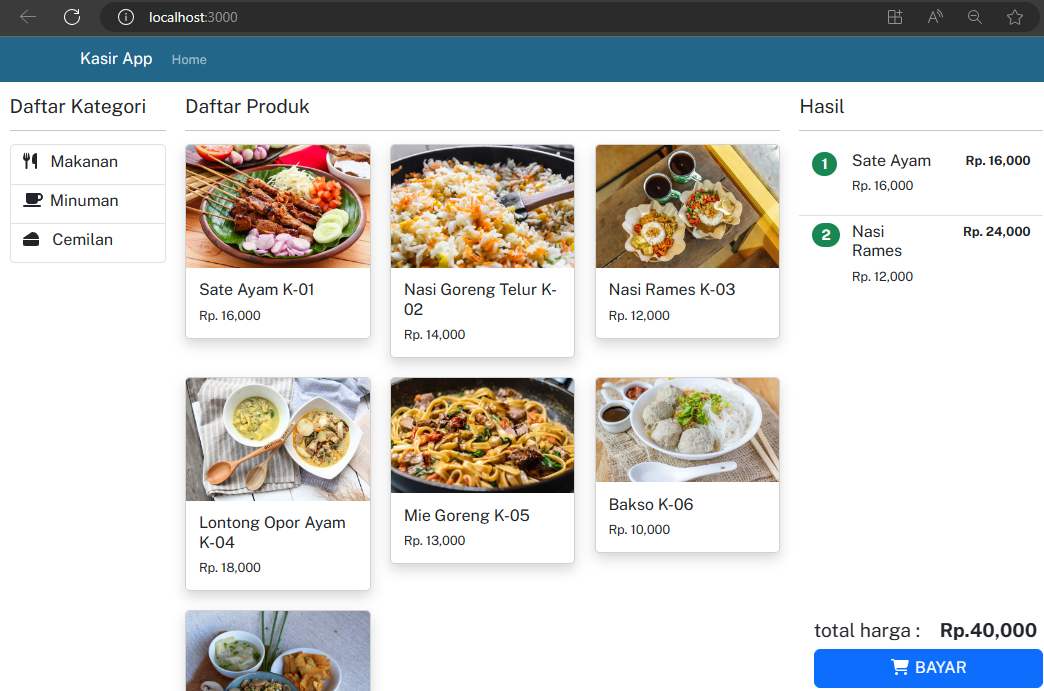 localhost:3000
Kasir App Home
Daftar Kategori
Makanan
Minuman
Cemilan
Daftar Produk
Sate Ayam K-01
Rp. 16,000
Nasi Goreng Telur K-
02
Rp. 14,000
Nasi Rames K-03
Rp. 12,000
Lontong Opor Ayam
K-04
Rp. 18,000
Mie Goreng K-05
Rp. 13,000
Bakso K-06
Rp. 10,000
Hasil
1 Sate Ayam Rp. 16,000
Rp. 16,000
2 Nasi Rp. 24,000
Rames
Rp. 12,000
total harga : Rp.40,000
BAYAR